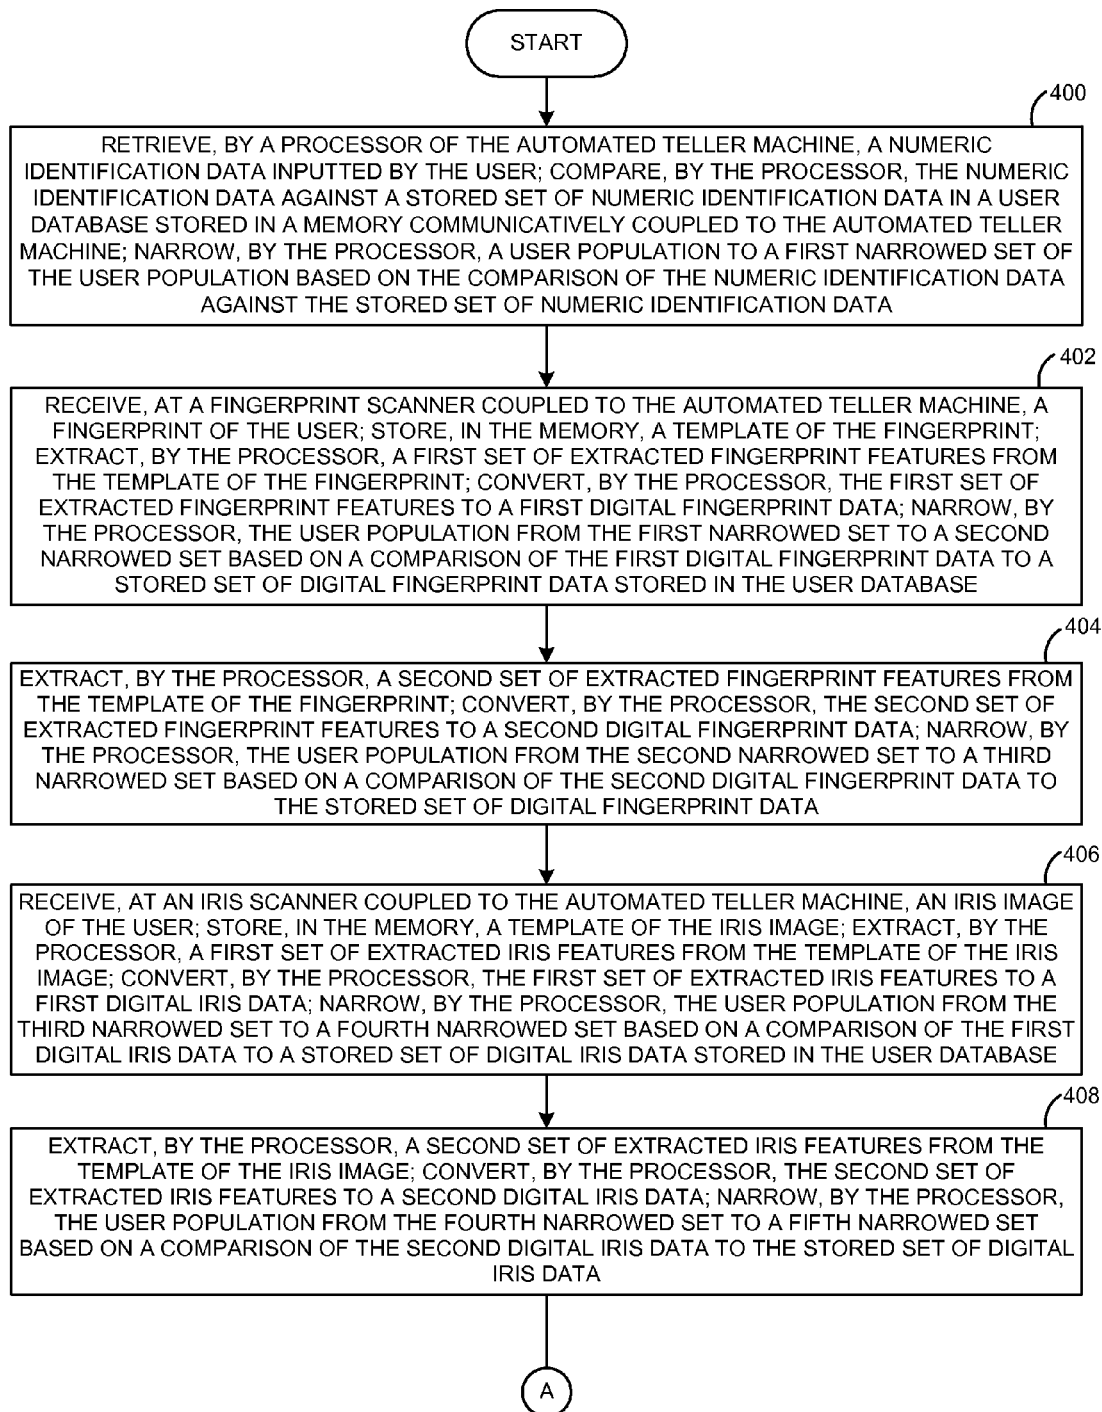 START
400
RETRIEVE, BY A PROCESSOR OF THE AUTOMATED TELLER MACHINE, A NUMERIC
IDENTIFICATION DATA INPUTTED BY THE USER; COMPARE, BY THE PROCESSOR, THE NUMERIC
IDENTIFICATION DATA AGAINST A STORED SET OF NUMERIC IDENTIFICATION DATA IN A USER
DATABASE STORED IN A MEMORY COMMUNICATIVELY COUPLED TO THE AUTOMATED TELLER
MACHINE; NARROW, BY THE PROCESSOR, A USER POPULATION TO A FIRST NARROWED SET OF
THE USER POPULATION BASED ON THE COMPARISON OF THE NUMERIC IDENTIFICATION DATA
AGAINST THE STORED SET OF NUMERIC IDENTIFICATION DATA
402
RECEIVE, AT A FINGERPRINT SCANNER COUPLED TO THE AUTOMATED TELLER MACHINE, A
FINGERPRINT OF THE USER; STORE, IN THE MEMORY, A TEMPLATE OF THE FINGERPRINT;
EXTRACT, BY THE PROCESSOR, A FIRST SET OF EXTRACTED FINGERPRINT FEATURES FROM
THE TEMPLATE OF THE FINGERPRINT; CONVERT, BY THE PROCESSOR, THE FIRST SET OF
EXTRACTED FINGERPRINT FEATURES TO A FIRST DIGITAL FINGERPRINT DATA; NARROW, BY
THE PROCESSOR, THE USER POPULATION FROM THE FIRST NARROWED SET TO A SECOND
NARROWED SET BASED ON A COMPARISON OF THE FIRST DIGITAL FINGERPRINT DATA TO A
STORED SET OF DIGITAL FINGERPRINT DATA STORED IN THE USER DATABASE
404
EXTRACT, BY THE PROCESSOR, A SECOND SET OF EXTRACTED FINGERPRINT FEATURES FROM
THE TEMPLATE OF THE FINGERPRINT; CONVERT, BY THE PROCESSOR, THE SECOND SET OF
EXTRACTED FINGERPRINT FEATURES TO A SECOND DIGITAL FINGERPRINT DATA; NARROW, BY
THE PROCESSOR, THE USER POPULATION FROM THE SECOND NARROWED SET TO A THIRD
NARROWED SET BASED ON A COMPARISON OF THE SECOND DIGITAL FINGERPRINT DATA TO
THE STORED SET OF DIGITAL FINGERPRINT DATA
406
RECEIVE, AT AN IRIS SCANNER COUPLED TO THE AUTOMATED TELLER MACHINE, AN IRIS IMAGE
OF THE USER; STORE, IN THE MEMORY, A TEMPLATE OF THE IRIS IMAGE; EXTRACT, BY THE
PROCESSOR, A FIRST SET OF EXTRACTED IRIS FEATURES FROM THE TEMPLATE OF THE IRIS
IMAGE; CONVERT, BY THE PROCESSOR, THE FIRST SET OF EXTRACTED IRIS FEATURES TO A
FIRST DIGITAL IRIS DATA; NARROW, BY THE PROCESSOR, THE USER POPULATION FROM THE
THIRD NARROWED SET TO A FOURTH NARROWED SET BASED ON A COMPARISON OF THE FIRST
DIGITAL IRIS DATA TO A STORED SET OF DIGITAL IRIS DATA STORED IN THE USER DATABASE
408
EXTRACT, BY THE PROCESSOR, A SECOND SET OF EXTRACTED IRIS FEATURES FROM THE
TEMPLATE OF THE IRIS IMAGE; CONVERT, BY THE PROCESSOR, THE SECOND SET OF
EXTRACTED IRIS FEATURES TO A SECOND DIGITAL IRIS DATA; NARROW, BY THE PROCESSOR,
THE USER POPULATION FROM THE FOURTH NARROWED SET TO A FIFTH NARROWED SET
BASED ON A COMPARISON OF THE SECOND DIGITAL IRIS DATA TO THE STORED SET OF DIGITAL
IRIS DATA
A